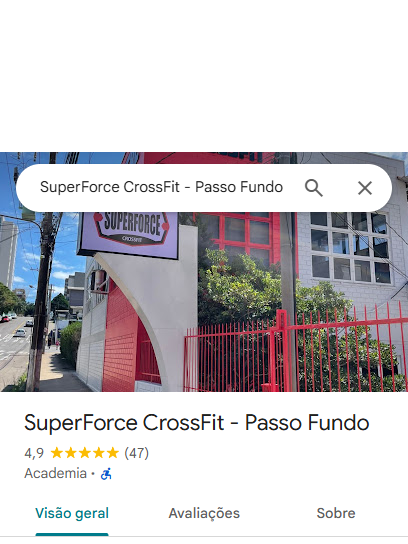 SuperForce CrossFit - Passo Fundo
SUPERFORCE
CROSSFIT
SuperForce CrossFit - Passo Fundo
4,9 (47)
Academia ·
Visão geral
Avaliações
Sobre